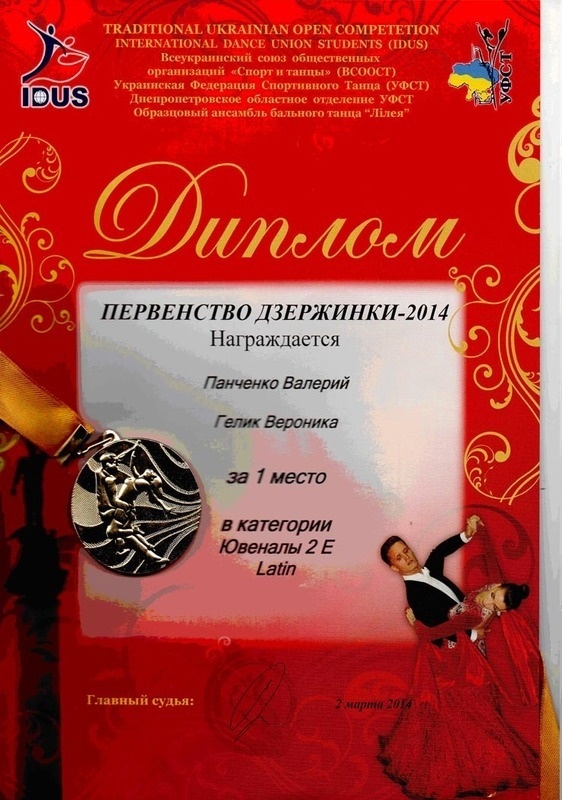 TRADITIONAL UKRAINIAN OPEN COMPETETION
INTERNATIONAL DANCE UNION STUDENTS (IDUS)
Всеукраинский союз общественных
организаций «Спорт и танцы» (ВСООСТ)
Украинская Федерация Спортивного Танца (УФСТ)
Днепропетровское областное отделение УФСТ
Образцовый ансамбль бального танца "Лілея"
IDUS
УФСТ
Диплом
ПЕРВЕНСТВО ДЗЕРЖИНКИ-2014
Награждается
Панченко Валерий
Гелик Вероника
за 1 место
в категории
Ювеналы 2 Е
Latin
Главный судья:
2 марта 2014